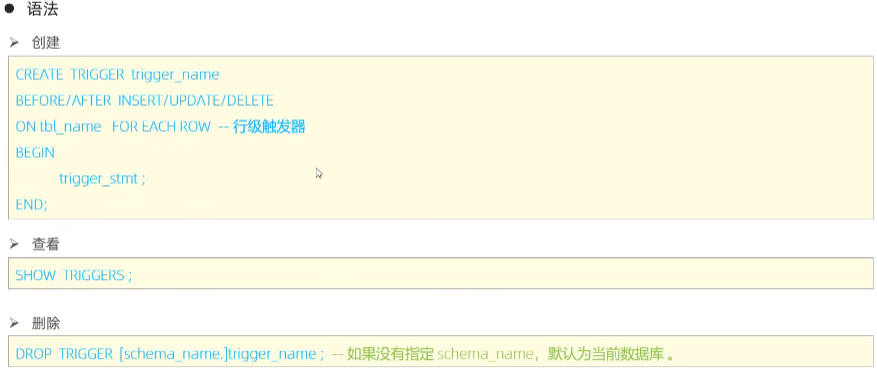 语法
创建
CREATE TRIGGER trigger_name
BEFORE/AFTER INSERT/UPDATE/DELETE
ON tbl_name FOR EACH ROW -- 行级触发器
BEGIN
trigger_stmt ;
END;
查看
SHOW TRIGGERS ;
删除
DROP TRIGGER [schema_name.]trigger_name ; -- 如果没有指定 schema_name，默认为当前数据库 。